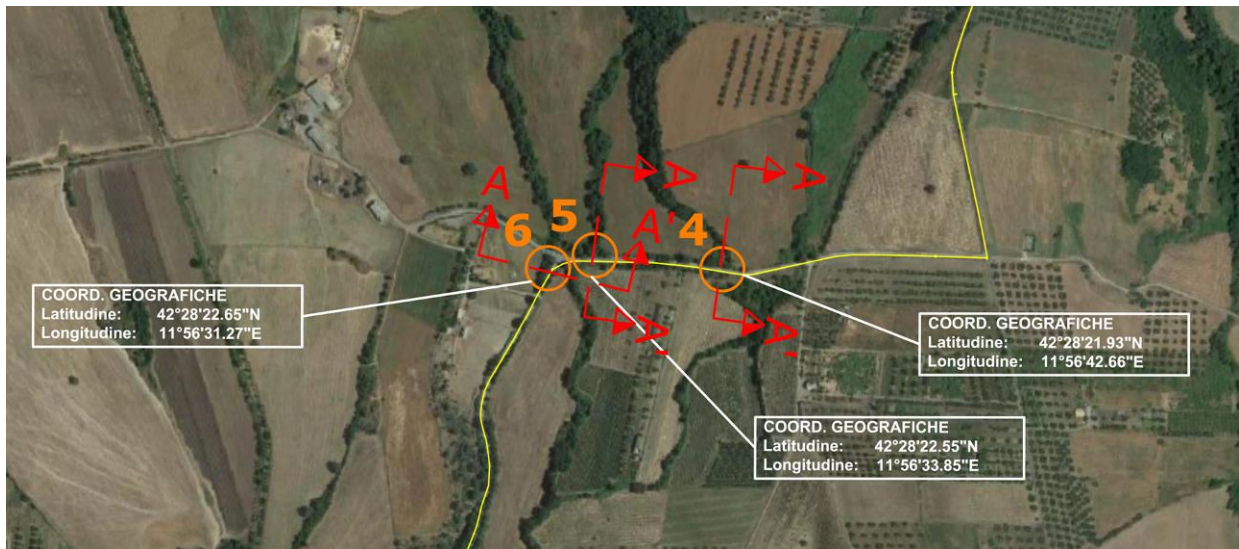 A
A
A
6
5
A'
4
A'
A'
COORD. GEOGRAFICHE
Latitudine: 42°28'22.65"N
Longitudine: 11°56'31.27"E
COORD. GEOGRAFICHE
Latitudine: 42°28'21.93"N
Longitudine: 11°56'42.66"E
COORD. GEOGRAFICHE
Latitudine: 42°28'22.55"N
Longitudine: 11°56'33.85"E